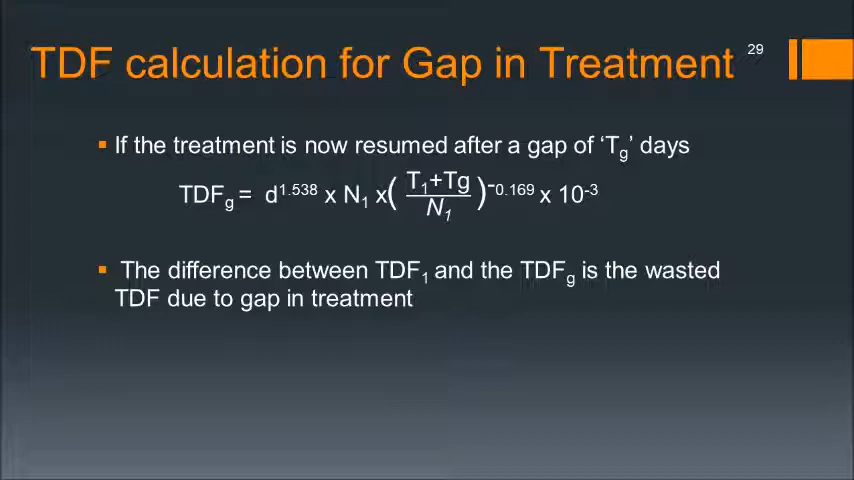 TDF calculation for Gap in Treatment
29
▪ If the treatment is now resumed after a gap of ‘Tg’ days
TDFg = d^1.538 x N1 x( (T1+Tg)/N1 )^-0.169 x 10^-3
▪ The difference between TDF1 and the TDFg is the wasted
TDF due to gap in treatment